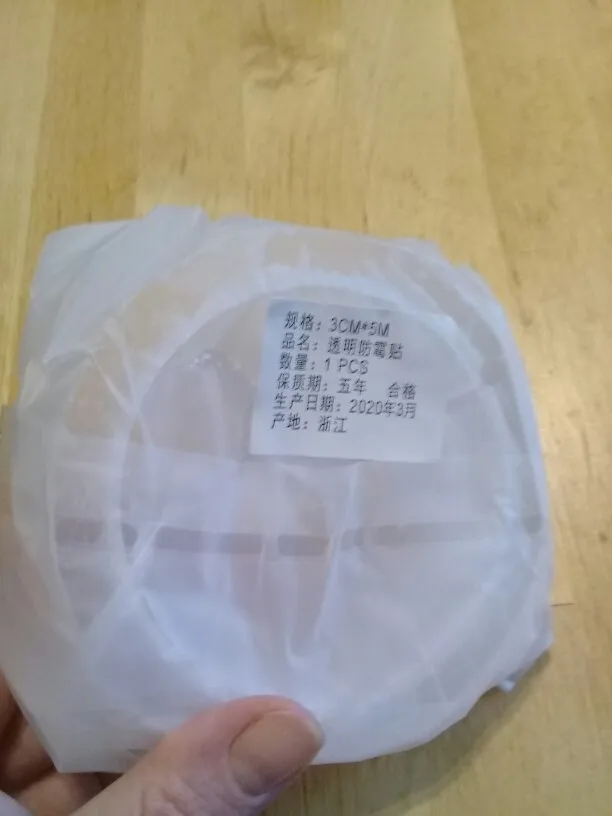 规格：3CM*5M
品名：透明防霉贴
数量：1 PCS
保质期：五年 合格
生产日期：2020年3月
产地：浙江